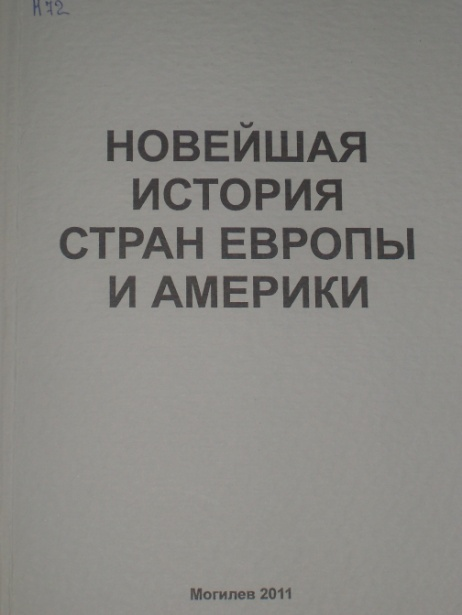 Н72
НОВЕЙШАЯ
ИСТОРИЯ
СТРАН ЕВРОПЫ
И АМЕРИКИ
Могилев 2011